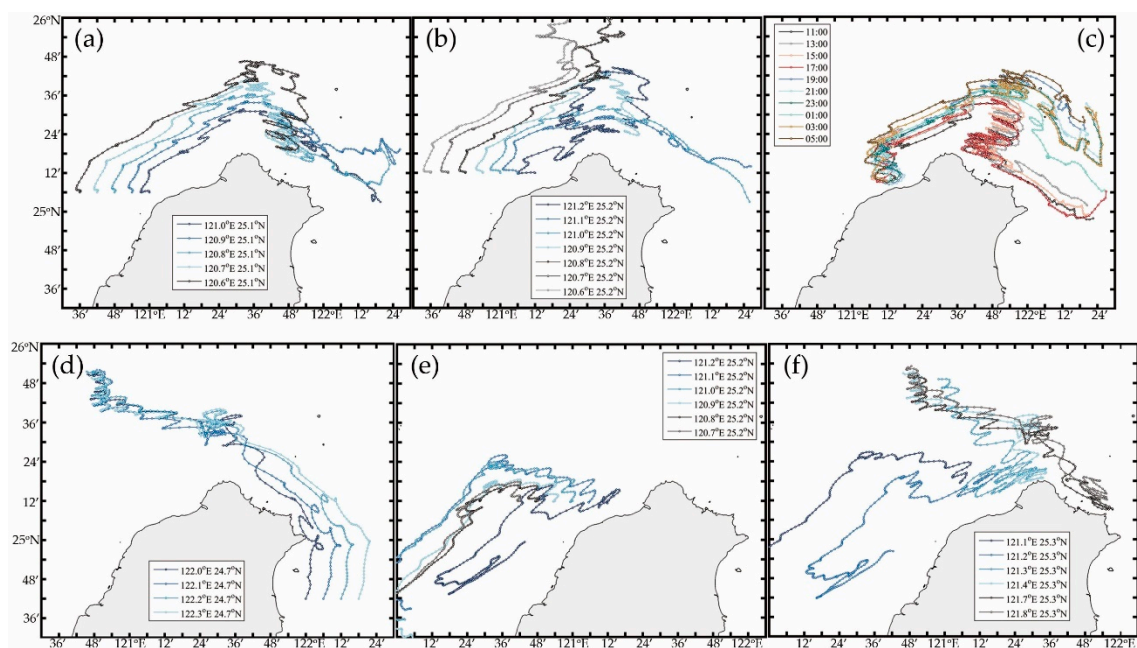 26°N
48′
36′
24′
12′
25°N
48′
36′
(a)
121.0°E 25.1°N
120.9°E 25.1°N
120.8°E 25.1°N
120.7°E 25.1°N
120.6°E 25.1°N
36′ 48′ 121°E 12′ 24′ 36′ 48′ 122°E 12′ 24′
(b)
121.2°E 25.2°N
121.1°E 25.2°N
121.0°E 25.2°N
120.9°E 25.2°N
120.8°E 25.2°N
120.7°E 25.2°N
120.6°E 25.2°N
36′ 48′ 121°E 12′ 24′ 36′ 48′ 122°E 12′ 24′
(c)
11:00
13:00
15:00
17:00
19:00
21:00
23:00
01:00
03:00
05:00
36′ 48′ 121°E 12′ 24′ 36′ 48′ 122°E 12′ 24′
26°N
48′
36′
24′
12′
25°N
48′
36′
(d)
122.0°E 24.7°N
122.1°E 24.7°N
122.2°E 24.7°N
122.3°E 24.7°N
36′ 48′ 121°E 12′ 24′ 36′ 48′ 122°E 12′ 24′
(e)
121.2°E 25.2°N
121.1°E 25.2°N
121.0°E 25.2°N
120.9°E 25.2°N
120.8°E 25.2°N
120.7°E 25.2°N
36′ 48′ 121°E 12′ 24′ 36′ 48′ 122°E 12′ 24′
(f)
121.1°E 25.3°N
121.2°E 25.3°N
121.3°E 25.3°N
121.4°E 25.3°N
121.7°E 25.3°N
121.8°E 25.3°N
36′ 48′ 121°E 12′ 24′ 36′ 48′ 122°E 12′ 24′